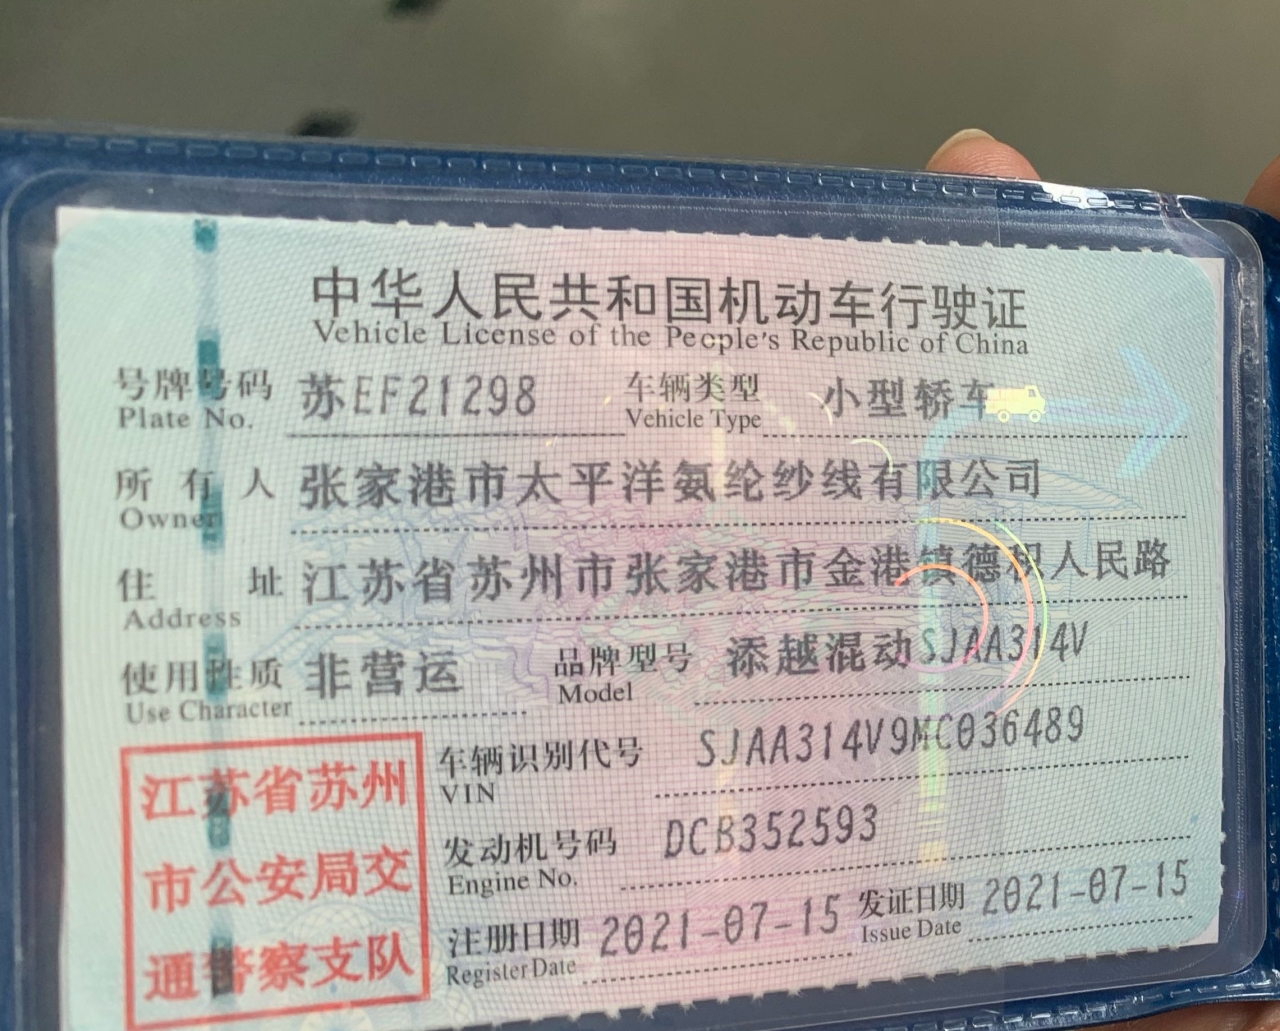 中华人民共和国机动车行驶证
Vehicle License of the People's Republic of China
号牌号码 苏EF21298 车辆类型 小型轿车
Plate No. Vehicle Type
所有人 张家港市太平洋氨纶纱线有限公司
Owner
住址 江苏省苏州市张家港市金港镇德积人民路
Address
使用性质 非营运 品牌型号 添越混动SJAA314V
Use Character Model
车辆识别代号 SJAA314V9MC036489
VIN
发动机号码 DCB352593
Engine No.
注册日期 2021-07-15 发证日期 2021-07-15
Register Date Issue Date
江苏省苏州
市公安局交
通警察支队